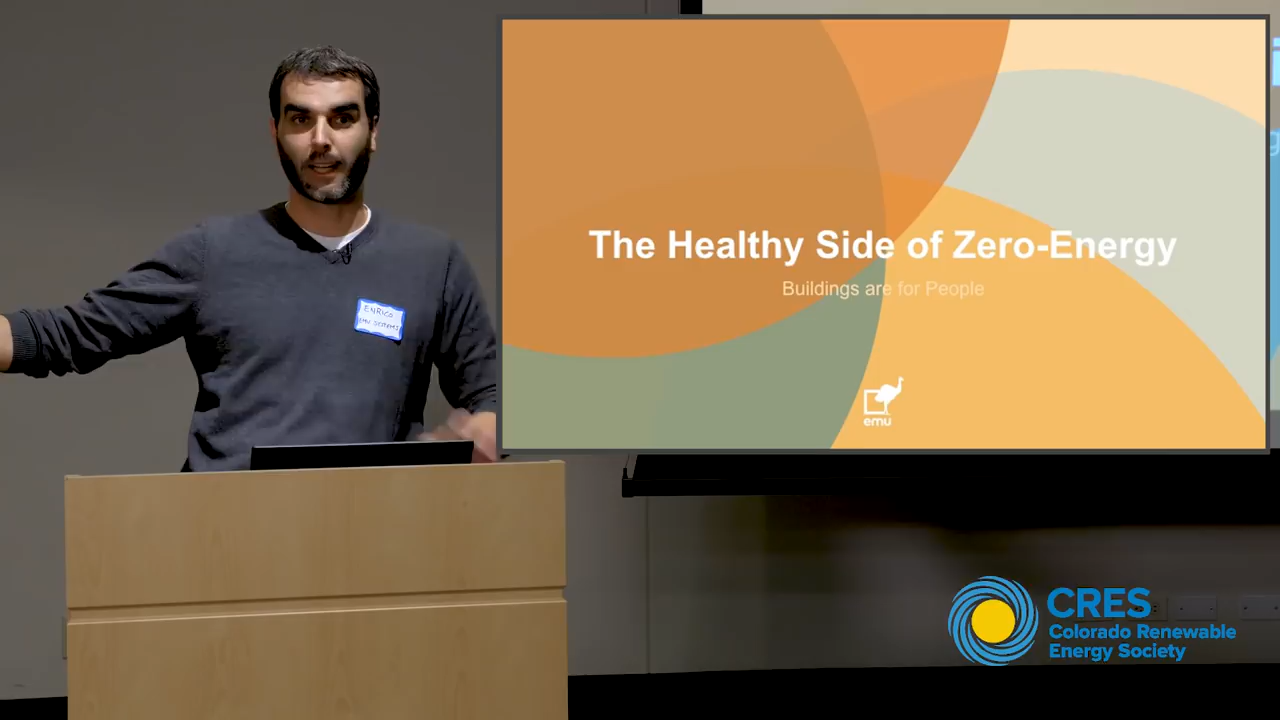 ENRICO
EMU SYSTEMS
The Healthy Side of Zero-Energy
Buildings are for People
emu
CRES
Colorado Renewable
Energy Society